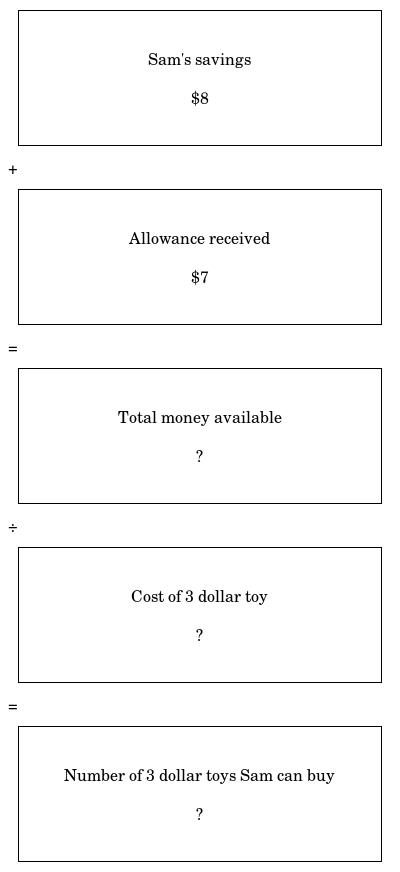 Sam's savings
$8
+
Allowance received
$7
=
Total money available
?
÷
Cost of 3 dollar toy
?
=
Number of 3 dollar toys Sam can buy
?